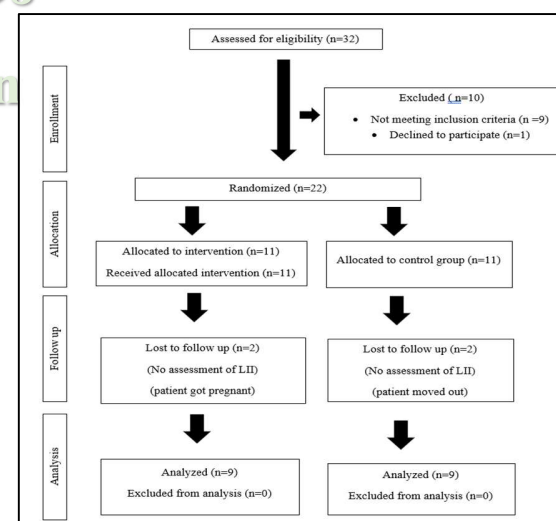 Assessed for eligibility (n=32)
Enrollment
Excluded ( n=10)
• Not meeting inclusion criteria (n =9)
• Declined to participate (n=1)
Randomized (n=22)
Allocation
Allocated to intervention (n=11)
Received allocated intervention (n=11)
Allocated to control group (n=11)
Follow up
Lost to follow up (n=2)
(No assessment of LII)
(patient got pregnant)
Lost to follow up (n=2)
(No assessment of LII)
(patient moved out)
Analysis
Analyzed (n=9)
Excluded from analysis (n=0)
Analyzed (n=9)
Excluded from analysis (n=0)